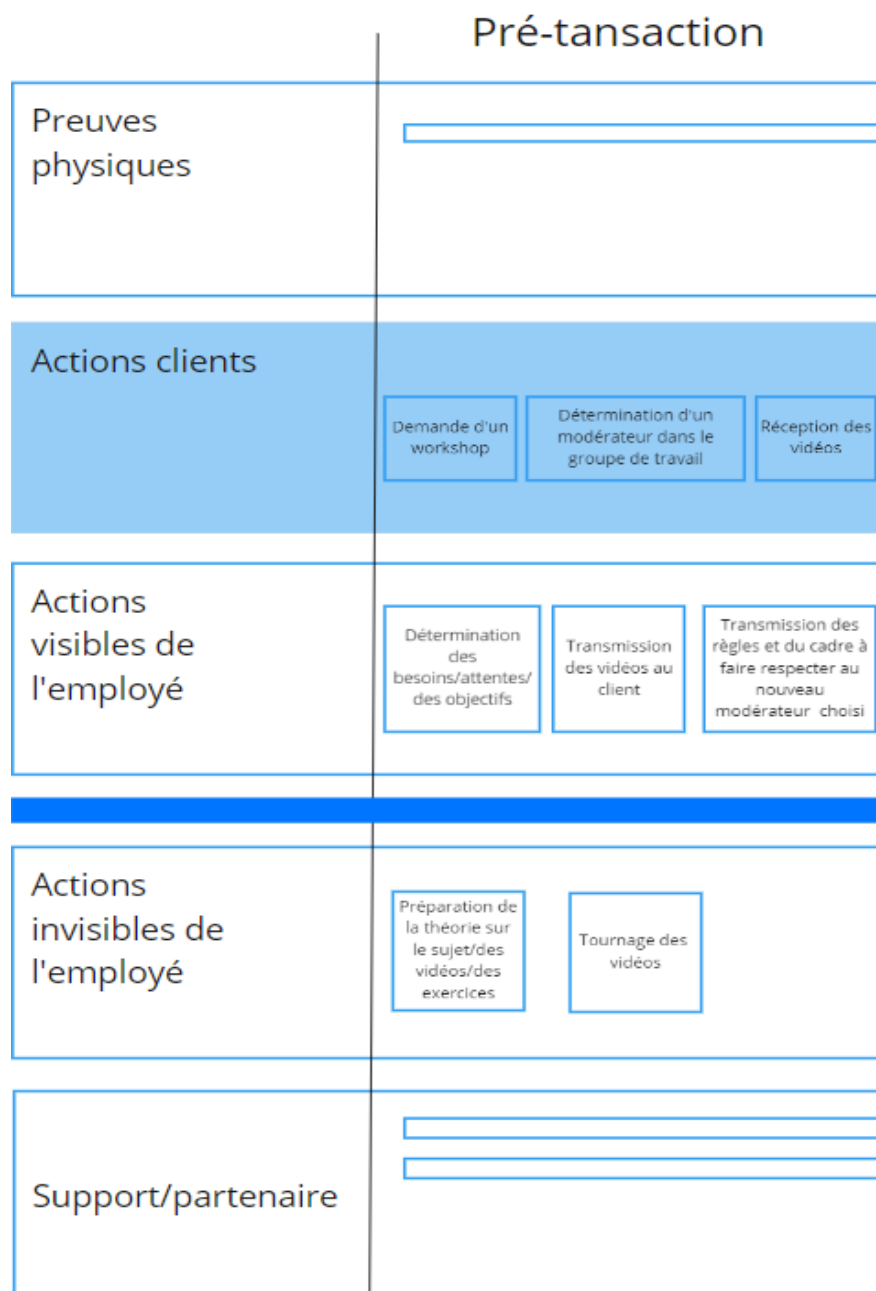 Pré-tansaction
Preuves
physiques
Actions clients
Demande d'un
workshop
Détermination d'un
modérateur dans le
groupe de travail
Réception des
vidéos
Actions
visibles de
l'employé
Détermination
des
besoins/attentes/
des objectifs
Transmission
des vidéos au
client
Transmission des
règles et du cadre à
faire respecter au
nouveau
modérateur choisi
Actions
invisibles de
l'employé
Préparation de
la théorie sur
le sujet/des
vidéos/des
exercices
Tournage des
vidéos
Support/partenaire